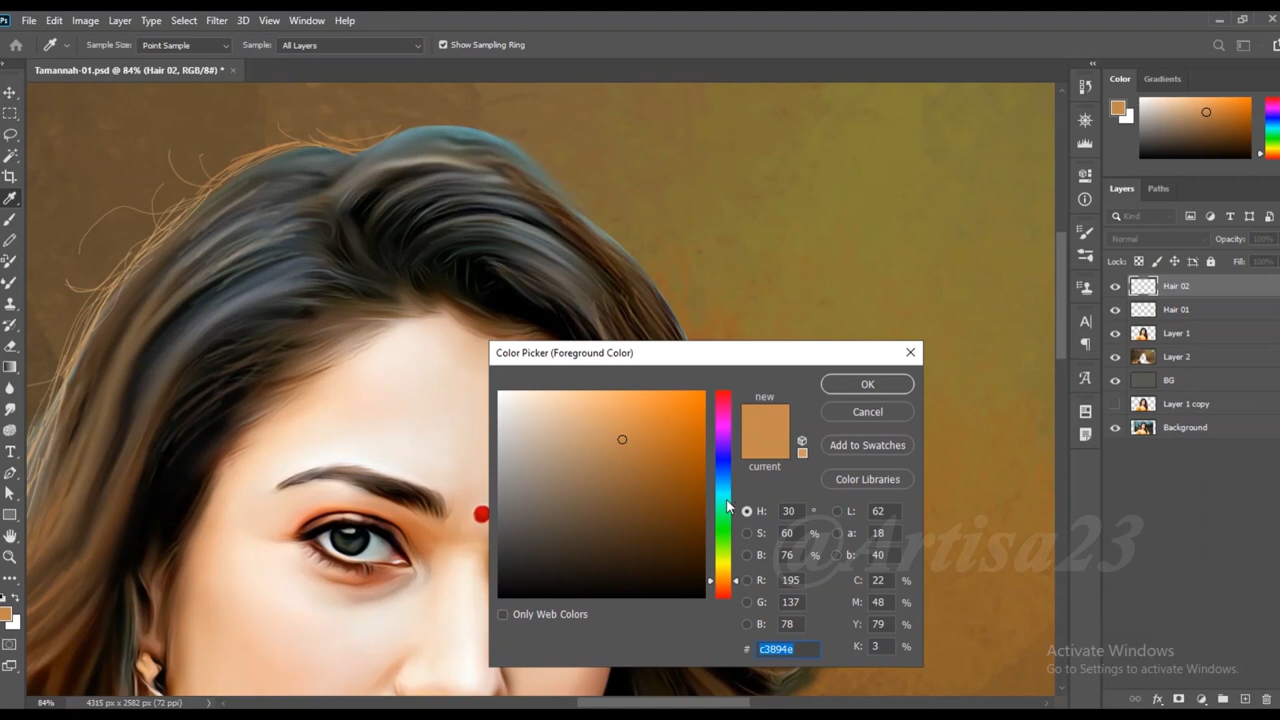 Ps File Edit Image Layer Type Select Filter 3D View Window Help
Sample Size: Point Sample Sample: All Layers Show Sampling Ring
Tamannah-01.psd @ 84% (Hair 02, RGB/8#) * ×
Color Gradients
Layers Paths
Kind
Normal Opacity: 100%
Lock: Fill: 100%
Hair 02
Hair 01
Layer 1
Layer 2
BG
Layer 1 copy
Background
Color Picker (Foreground Color)
new
current
OK
Cancel
Add to Swatches
Color Libraries
H: 30 ° L: 62
S: 60 % a: 18
B: 76 % b: 40
R: 195 C: 22 %
G: 137 M: 48 %
B: 78 Y: 79 %
# c3894e K: 3 %
Only Web Colors
@Artisa23
Activate Windows
Go to Settings to activate Windows.
84% 4315 px x 2582 px (72 ppi)
fx